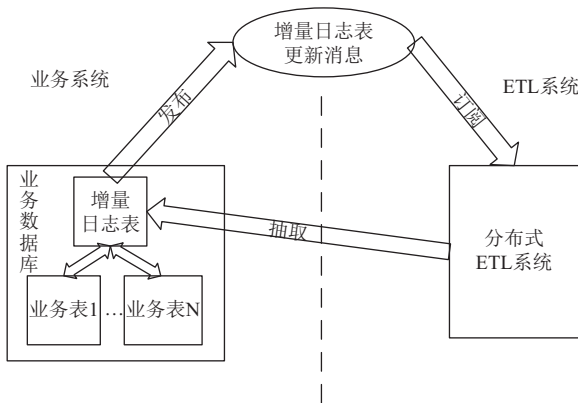 增量日志表
更新消息
业务系统
ETL系统
发布
订阅
业务数据库
增量
日志表
抽取
分布式
ETL系统
业务表1
…
业务表N